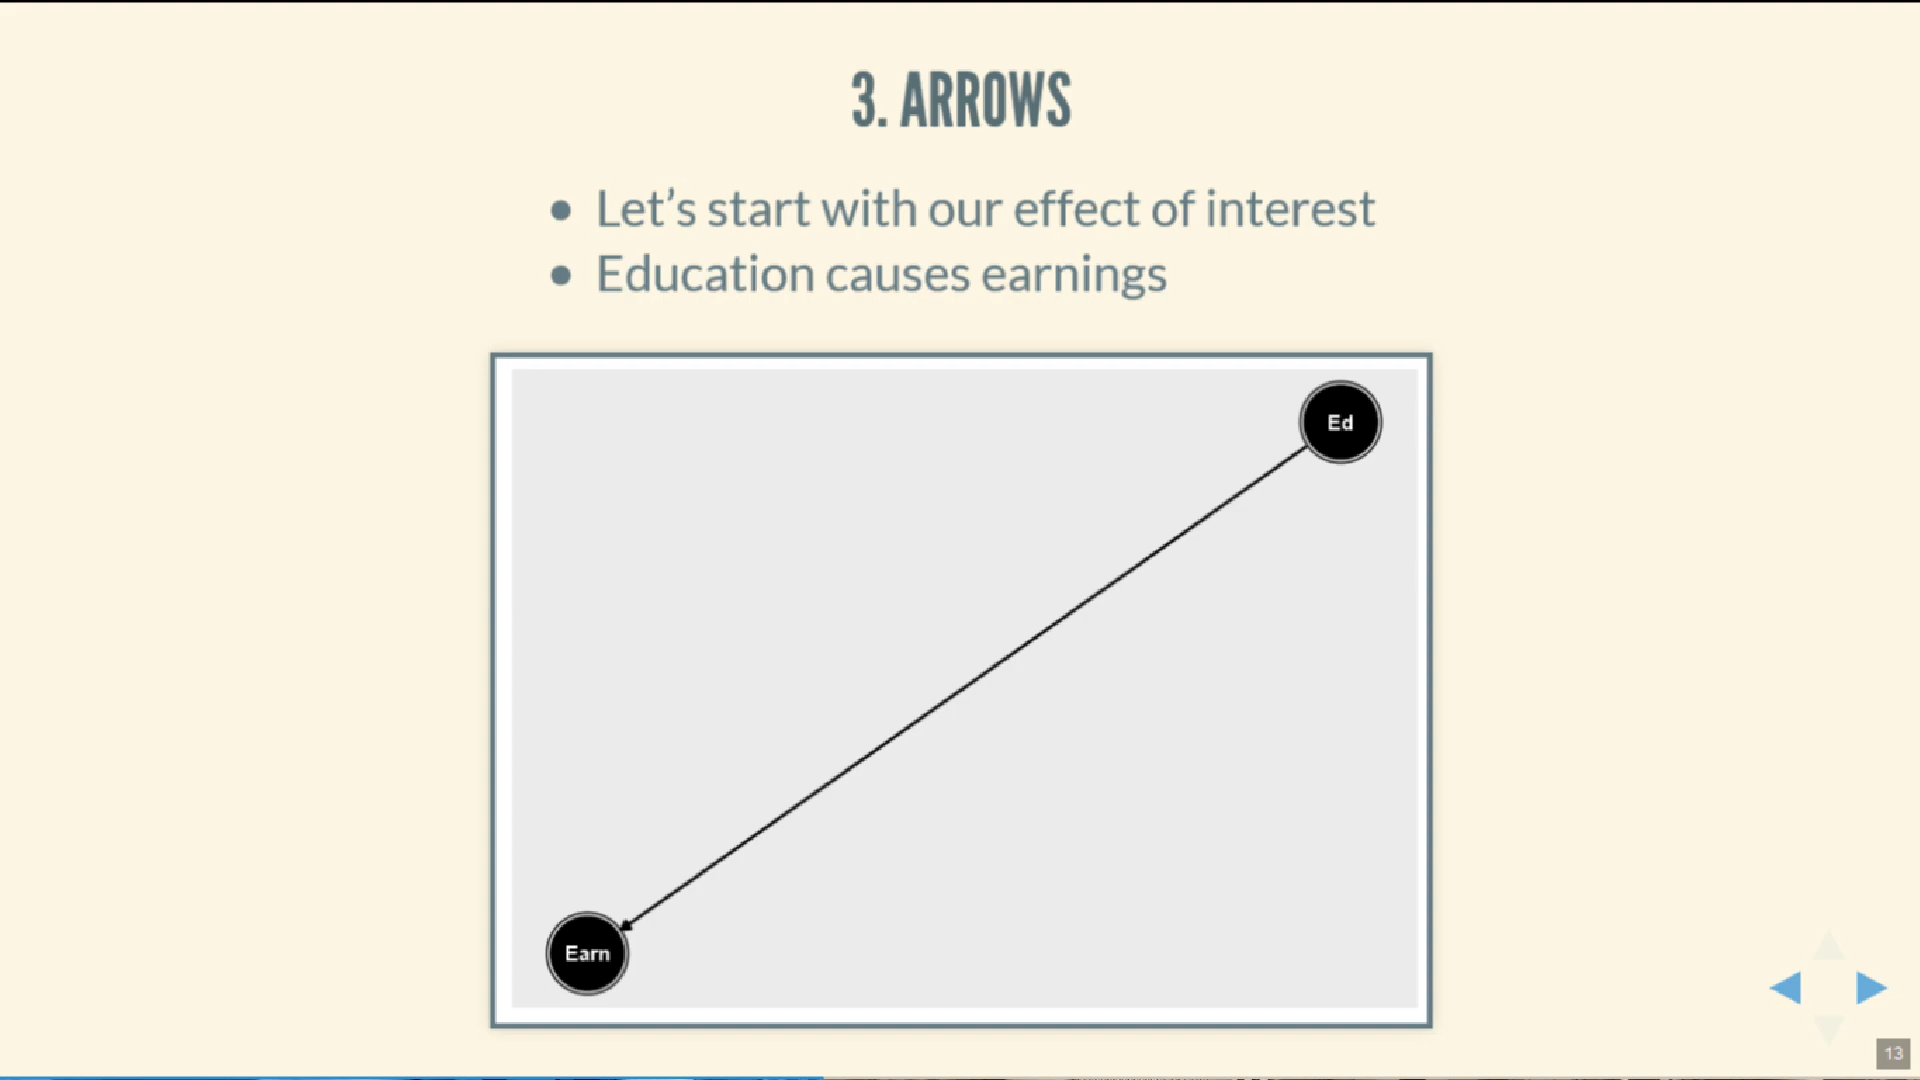 3. ARROWS
Let's start with our effect of interest
Education causes earnings
Ed
Earn
13